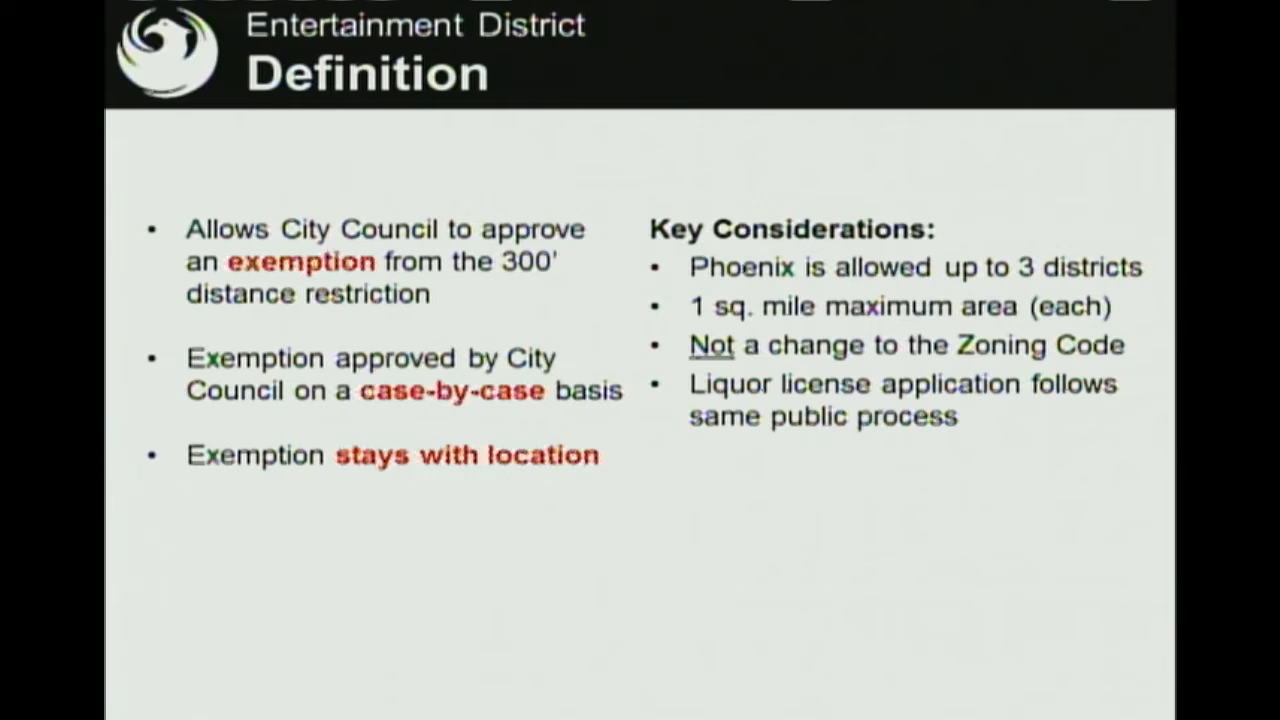 Entertainment District
Definition
• Allows City Council to approve
an exemption from the 300'
distance restriction
• Exemption approved by City
Council on a case-by-case basis
• Exemption stays with location
Key Considerations:
• Phoenix is allowed up to 3 districts
• 1 sq. mile maximum area (each)
• Not a change to the Zoning Code
• Liquor license application follows
same public process